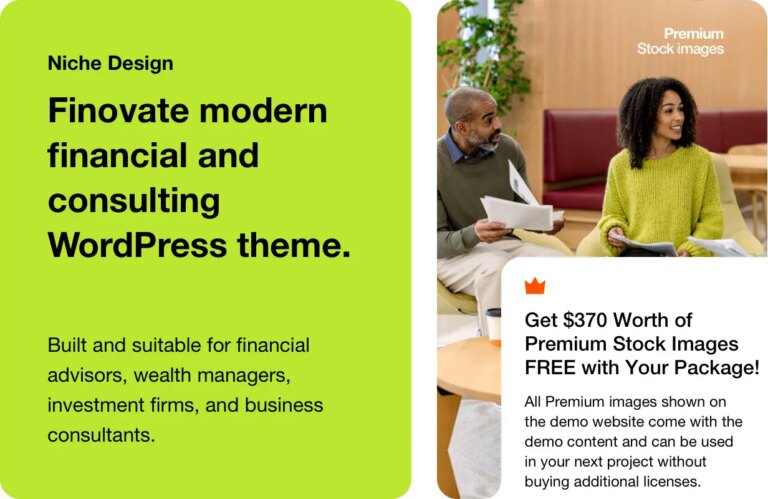 Niche Design
Finovate modern
financial and
consulting
WordPress theme.
Built and suitable for financial
advisors, wealth managers,
investment firms, and business
consultants.
Premium
Stock images
Get $370 Worth of
Premium Stock Images
FREE with Your Package!
All Premium images shown on
the demo website come with the
demo content and can be used
in your next project without
buying additional licenses.